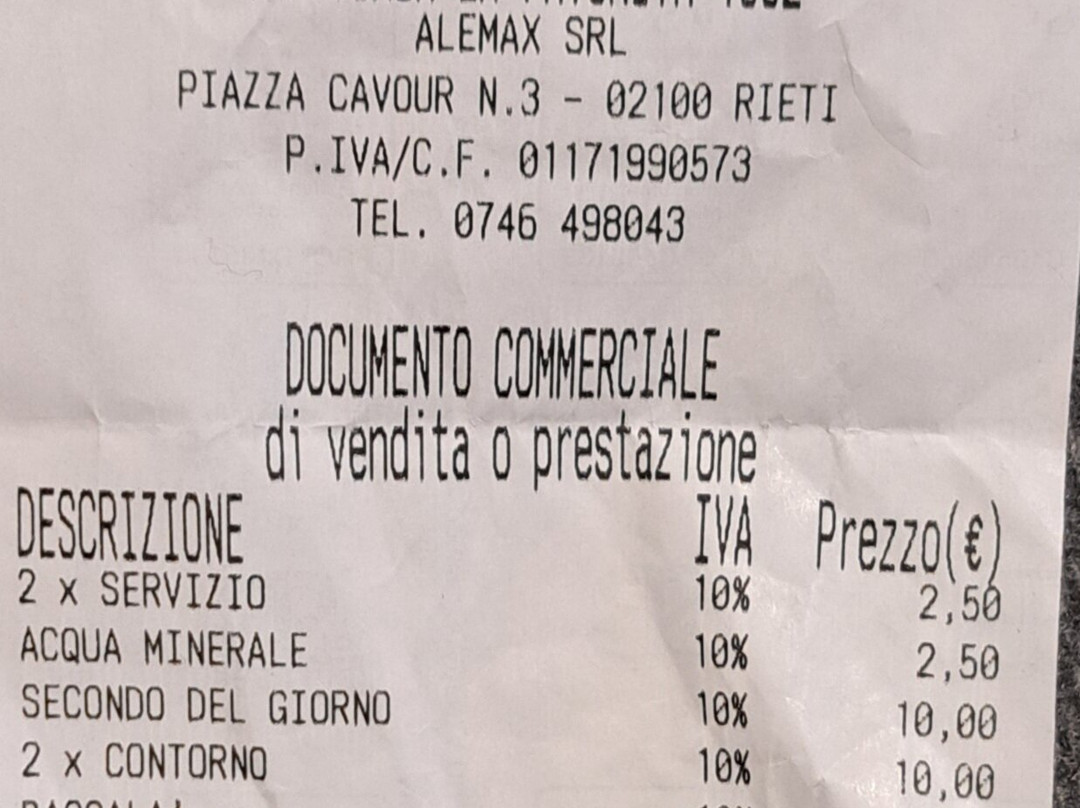 ALEMAX SRL
PIAZZA CAVOUR N.3 - 02100 RIETI
P.IVA/C.F. 01171990573
TEL. 0746 498043
DOCUMENTO COMMERCIALE
di vendita o prestazione
DESCRIZIONE IVA Prezzo(€)
2 x SERVIZIO 10% 2,50
ACQUA MINERALE 10% 2,50
SECONDO DEL GIORNO 10% 10,00
2 x CONTORNO 10% 10,00